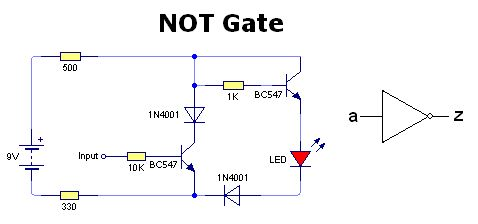 NOT Gate
500
1K
BC547
1N4001
a
z
9V
+
Input
10K
BC547
LED
1N4001
330